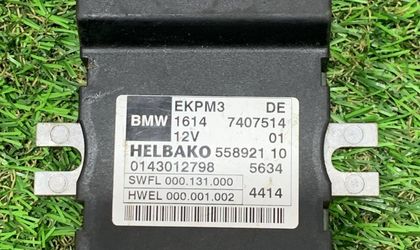 EKPM3 DE
BMW 1614 7407514
12V 01
HELBAKO 558921 10
0143012798 5634
SWFL 000.131.000
HWEL 000.001.002 4414